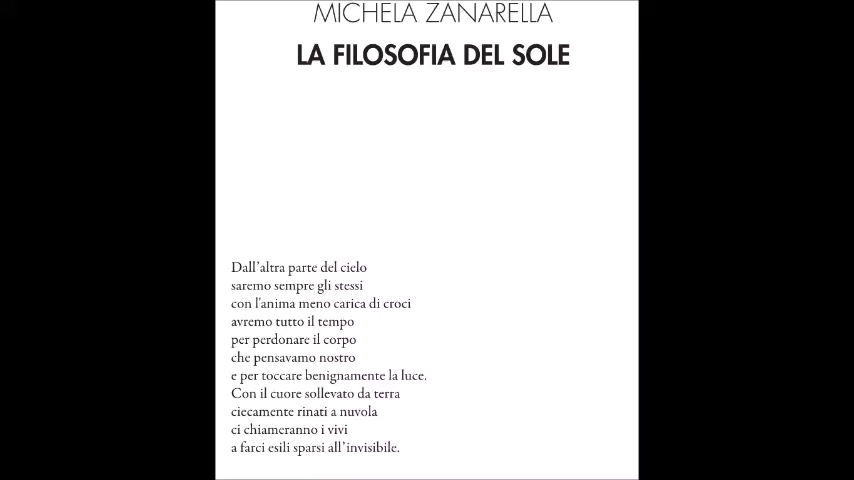 MICHELA ZANARELLA
LA FILOSOFIA DEL SOLE
Dall’altra parte del cielo
saremo sempre gli stessi
con l'anima meno carica di croci
avremo tutto il tempo
per perdonare il corpo
che pensavamo nostro
e per toccare benignamente la luce.
Con il cuore sollevato da terra
ciecamente rinati a nuvola
ci chiameranno i vivi
a farci esili sparsi all’invisibile.